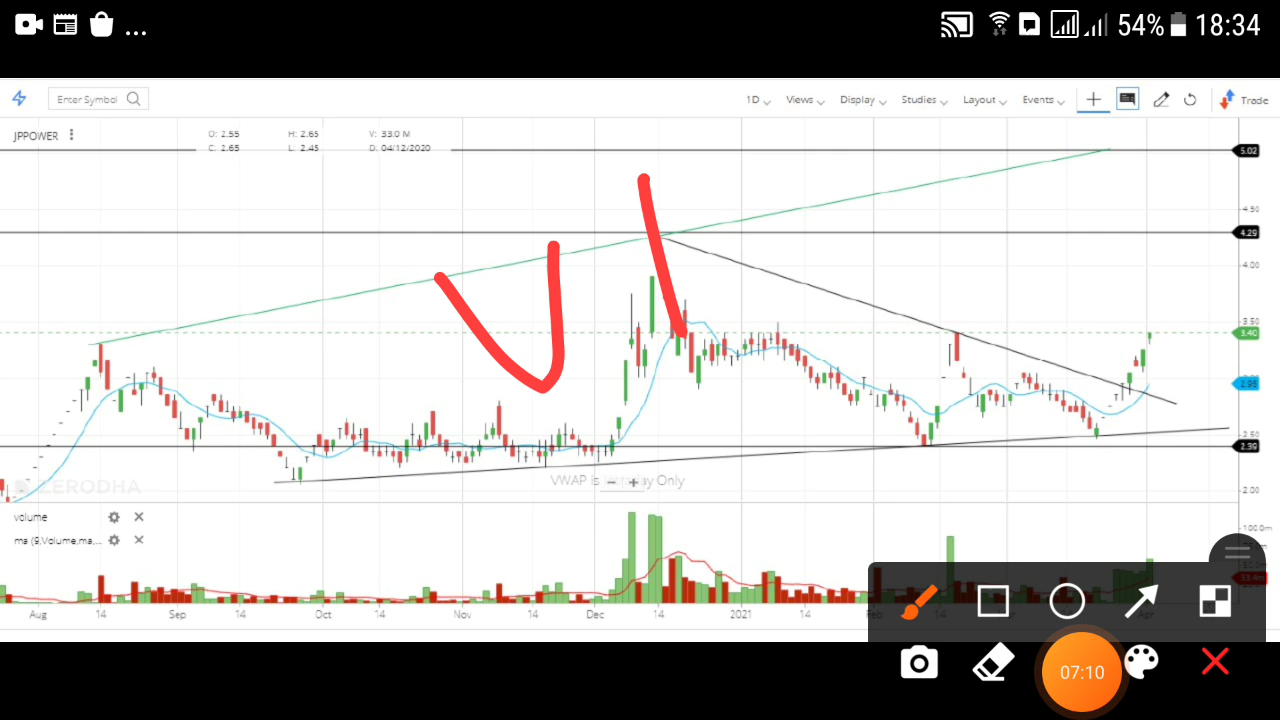 ... 54% 18:34
Enter Symbol 1D Views Display Studies Layout Events Trade
JPPOWER O: 2.55 H: 2.65 V: 33.0 M
C: 2.65 L: 2.45 D: 04/12/2020
5.02
4.50
4.29
4.00
3.50
3.40
2.95
2.50
2.39
2.00
ZERODHA
VWAP is Only
volume
ma (9,Volume,ma,...
100.0m
33.4m
Aug 14 Sep 14 Oct 14 Nov 14 Dec 14 2021 14 Feb 14 Apr
07:10